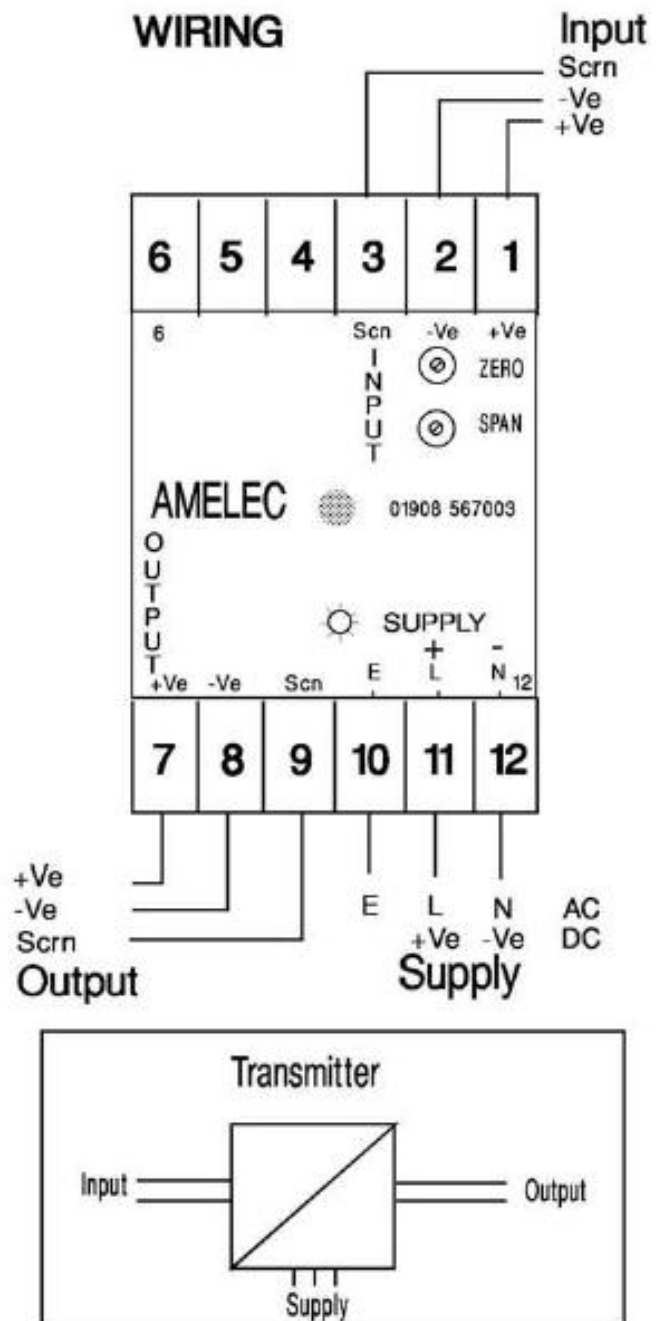 WIRING
Input
Scrn
-Ve
+Ve
6 5 4 3 2 1
6 Scn -Ve +Ve
INPUT
ZERO
SPAN
AMELEC 01908 567003
OUTPUT
SUPPLY
+ -
+Ve -Ve Scn E L N 12
7 8 9 10 11 12
+Ve
-Ve
Scrn
Output
E L N AC
+Ve -Ve DC
Supply
Transmitter
Input
Output
Supply